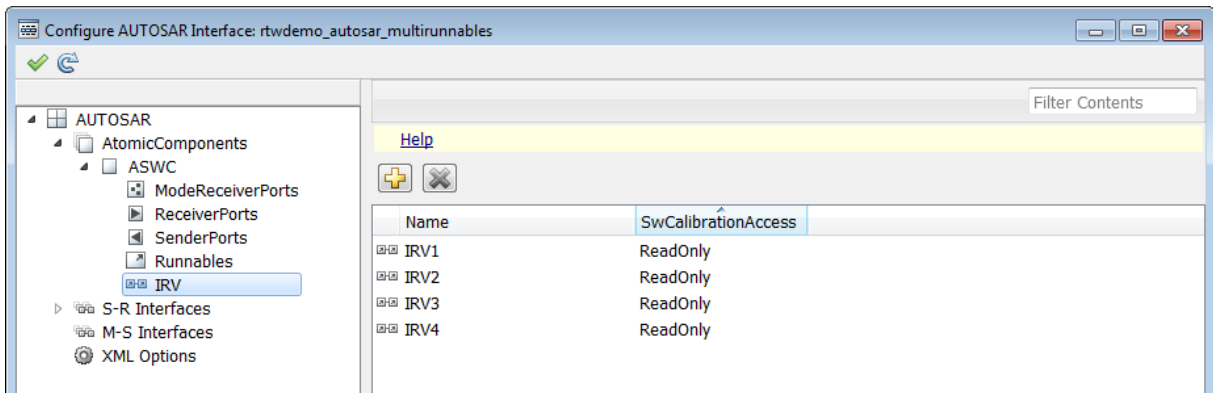 Configure AUTOSAR Interface: rtwdemo_autosar_multirunnables
Filter Contents
AUTOSAR
AtomicComponents
ASWC
ModeReceiverPorts
ReceiverPorts
SenderPorts
Runnables
IRV
S-R Interfaces
M-S Interfaces
XML Options
Help
Name SwCalibrationAccess
IRV1 ReadOnly
IRV2 ReadOnly
IRV3 ReadOnly
IRV4 ReadOnly